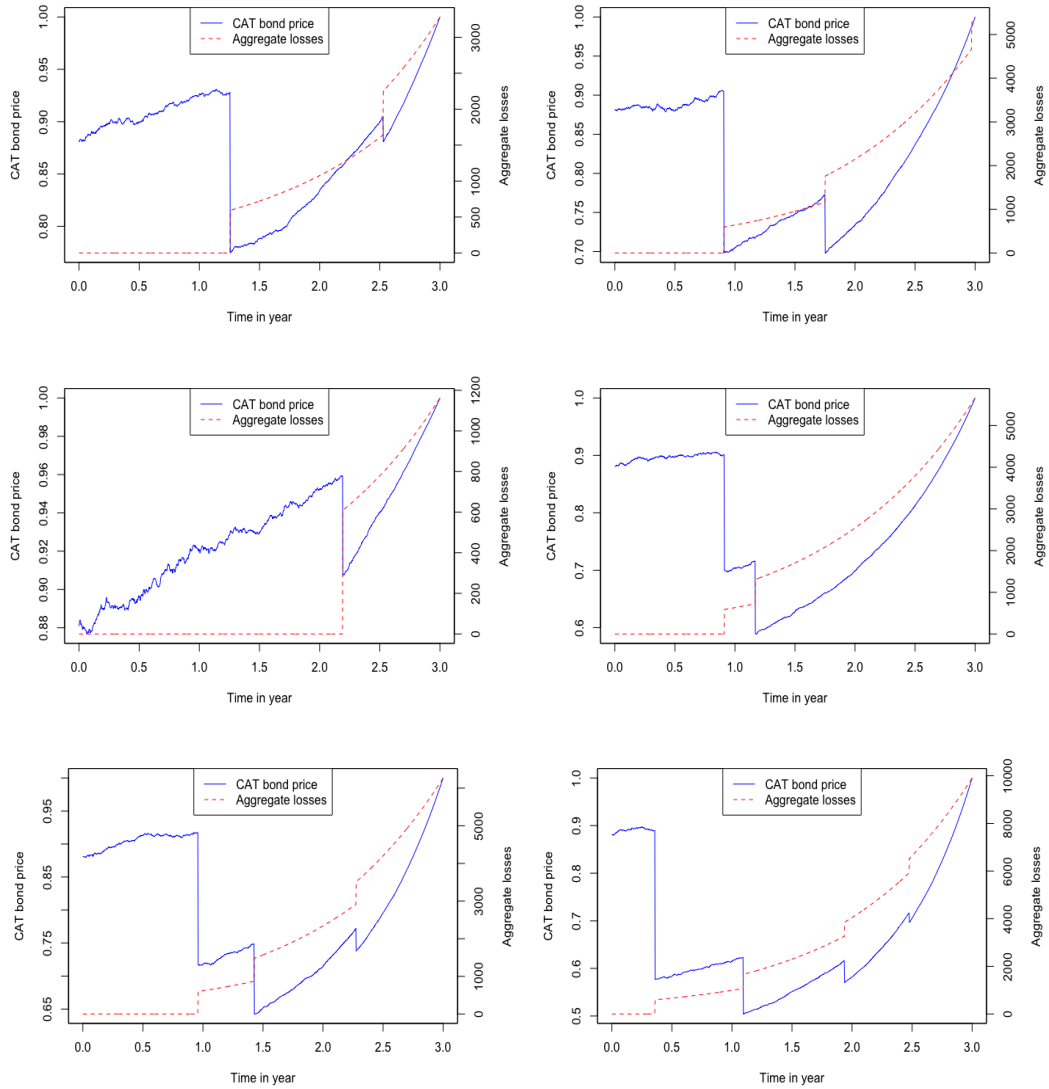 CAT bond price
Aggregate losses
CAT bond price
0.80 0.85 0.90 0.95 1.00
0 500 1000 2000 3000
Aggregate losses
0.0 0.5 1.0 1.5 2.0 2.5 3.0
Time in year
CAT bond price
Aggregate losses
CAT bond price
0.70 0.75 0.80 0.85 0.90 0.95 1.00
0 1000 2000 3000 4000 5000
Aggregate losses
0.0 0.5 1.0 1.5 2.0 2.5 3.0
Time in year
CAT bond price
Aggregate losses
CAT bond price
0.88 0.90 0.92 0.94 0.96 0.98 1.00
0 200 400 600 800 1000 1200
Aggregate losses
0.0 0.5 1.0 1.5 2.0 2.5 3.0
Time in year
CAT bond price
Aggregate losses
CAT bond price
0.6 0.7 0.8 0.9 1.0
0 1000 2000 3000 4000 5000
Aggregate losses
0.0 0.5 1.0 1.5 2.0 2.5 3.0
Time in year
CAT bond price
Aggregate losses
CAT bond price
0.65 0.75 0.85 0.95
0 1000 3000 5000
Aggregate losses
0.0 0.5 1.0 1.5 2.0 2.5 3.0
Time in year
CAT bond price
Aggregate losses
CAT bond price
0.5 0.6 0.7 0.8 0.9 1.0
0 2000 4000 6000 8000 10000
Aggregate losses
0.0 0.5 1.0 1.5 2.0 2.5 3.0
Time in year